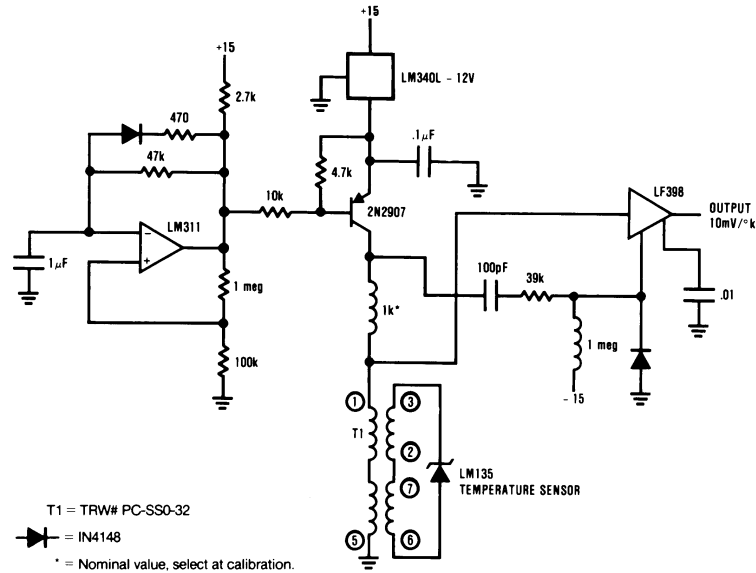 +15
+15
LM340L - 12V
2.7k
470
47k
4.7k
.1µF
10k
2N2907
LF398
OUTPUT
10mV/°k
LM311
−
+
1µF
1 meg
100pF
39k
.01
1k*
1 meg
100k
- 15
1
3
T1
2
7
LM135
TEMPERATURE SENSOR
5
6
T1 = TRW# PC-SS0-32
= IN4148
* = Nominal value, select at calibration.